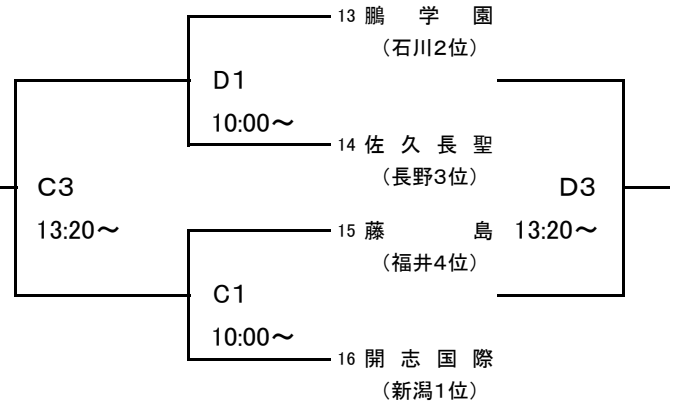 13 鵬学園
（石川2位）
D1
10:00～
14 佐久長聖
（長野3位）
C3
D3
13:20～
13:20～
15 藤島
（福井4位）
C1
10:00～
16 開志国際
（新潟1位）